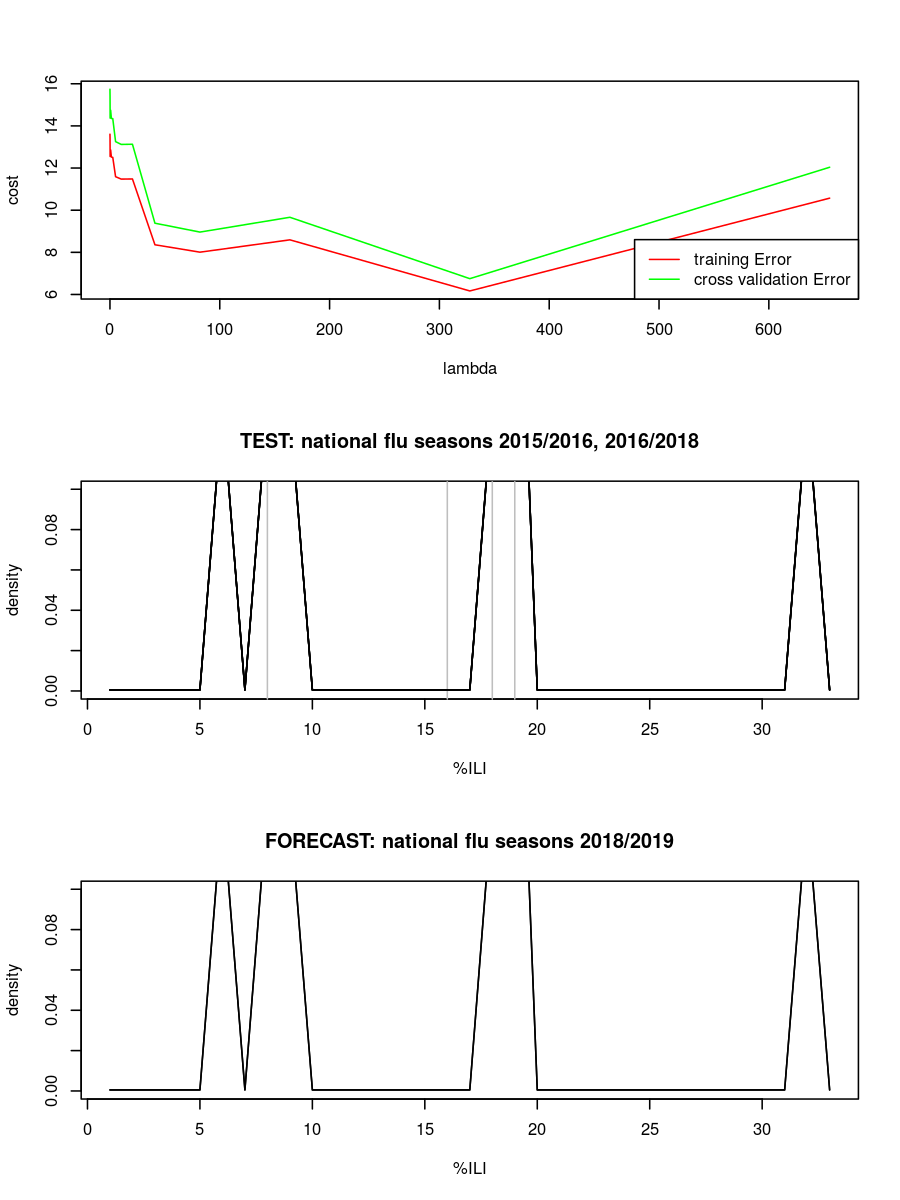 16
14
12
10
8
6
cost
training Error
cross validation Error
0 100 200 300 400 500 600
lambda
TEST: national flu seasons 2015/2016, 2016/2018
0.08
0.04
0.00
density
0 5 10 15 20 25 30
%ILI
FORECAST: national flu seasons 2018/2019
0.08
0.04
0.00
density
0 5 10 15 20 25 30
%ILI